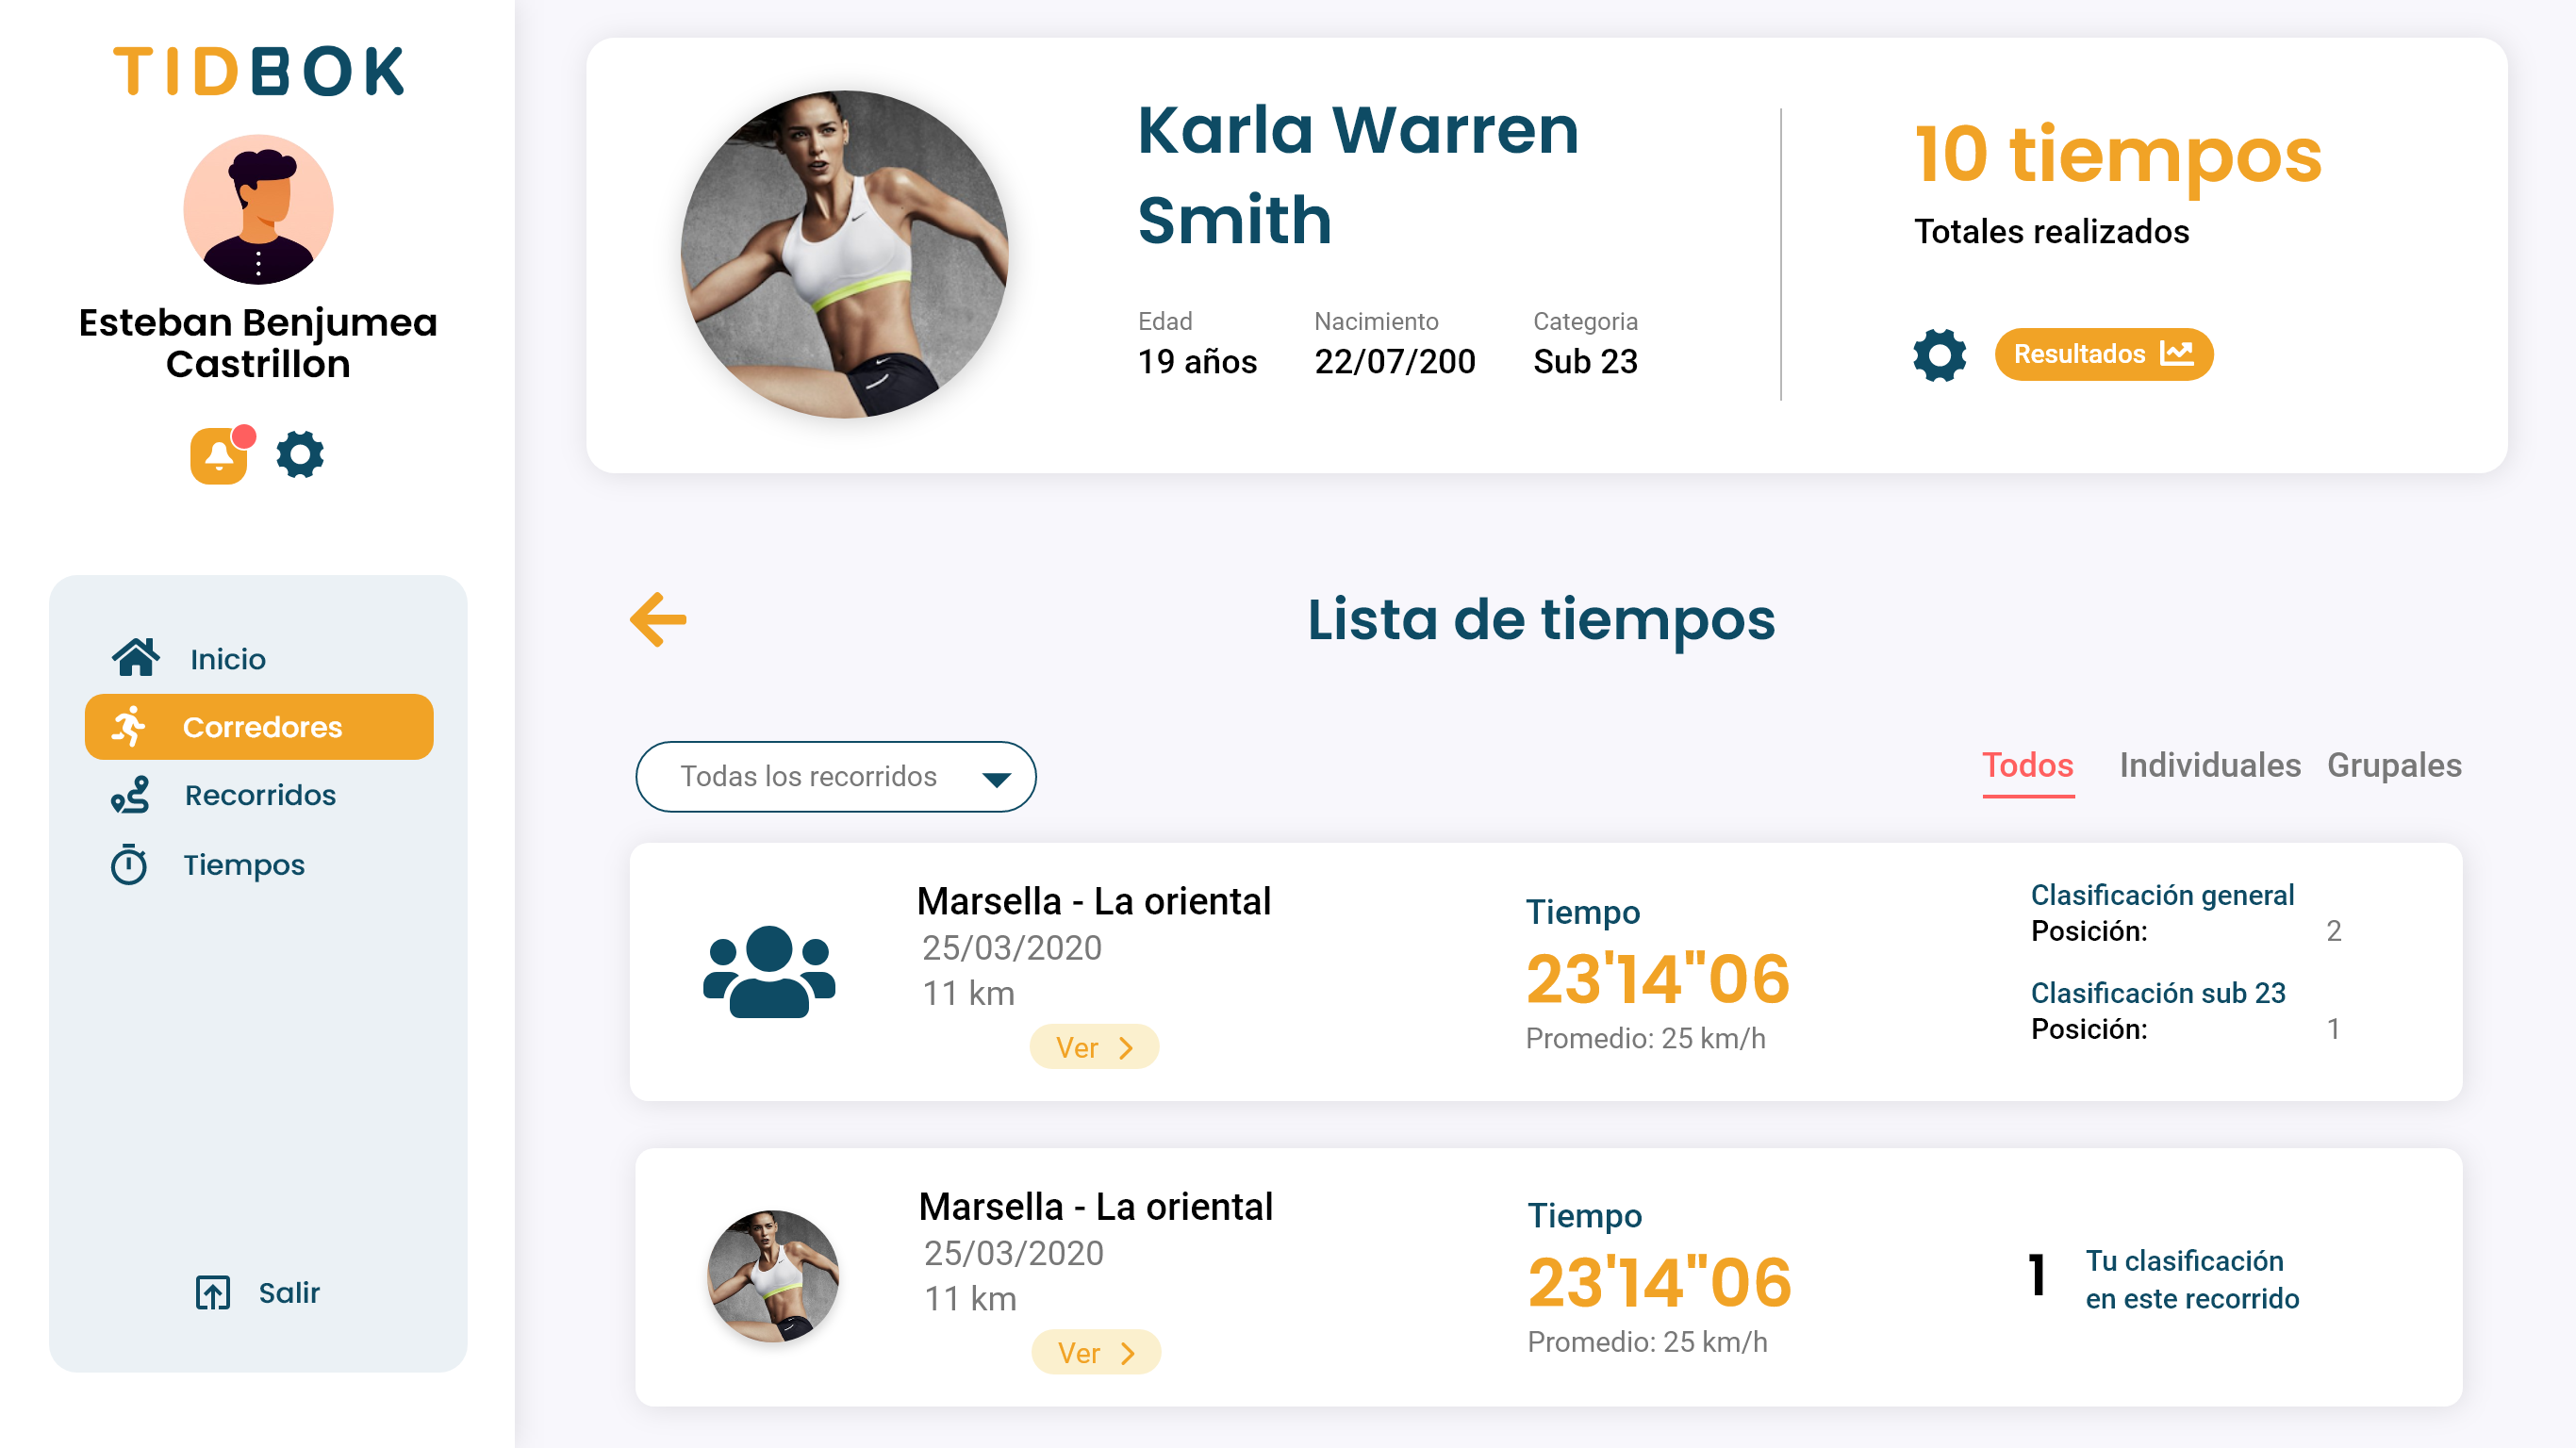 TIDBOK
Esteban Benjumea
Castrillon
Inicio
Corredores
Recorridos
Tiempos
Salir
Karla Warren
Smith
Edad
19 años
Nacimiento
22/07/200
Categoria
Sub 23
10 tiempos
Totales realizados
Resultados
Lista de tiempos
Todas los recorridos
Todos
Individuales
Grupales
Marsella - La oriental
25/03/2020
11 km
Ver
Tiempo
23'14"06
Promedio: 25 km/h
Clasificación general
Posición: 2
Clasificación sub 23
Posición: 1
Marsella - La oriental
25/03/2020
11 km
Ver
Tiempo
23'14"06
Promedio: 25 km/h
1
Tu clasificación
en este recorrido